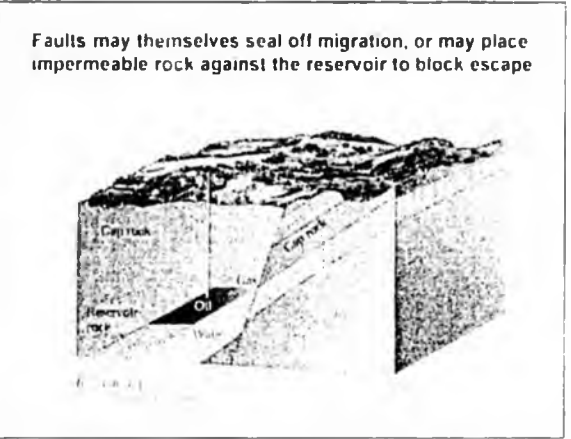 Faults may themselves seal off migration, or may place
impermeable rock against the reservoir to block escape
Cap rock
Cap rock
Gas
Oil
Reservoir
rock
Water